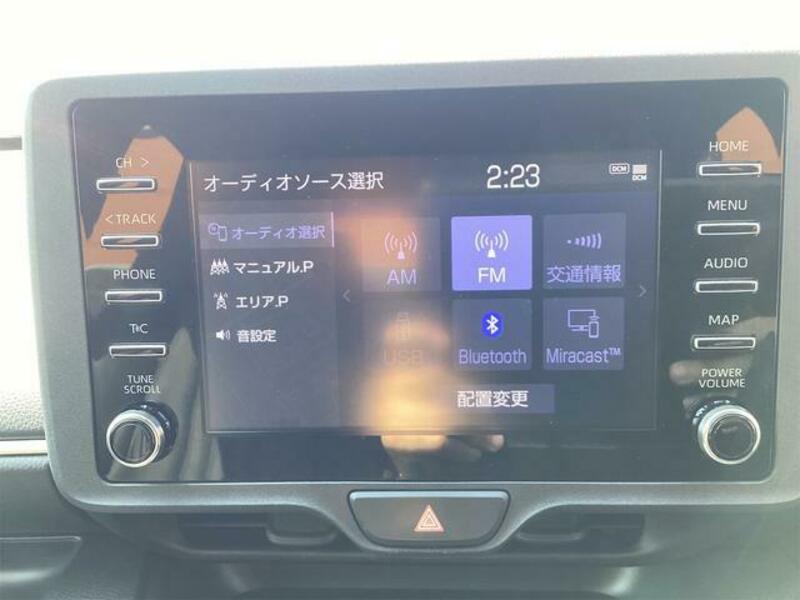 CH >
< TRACK
PHONE
T C
TUNE
SCROLL
オーディオソース選択
2:23
DCM
DCM
オーディオ選択
マニュアル.P
エリア.P
音設定
AM
FM
交通情報
USB
Bluetooth
Miracast™
配置変更
HOME
MENU
AUDIO
MAP
POWER
VOLUME